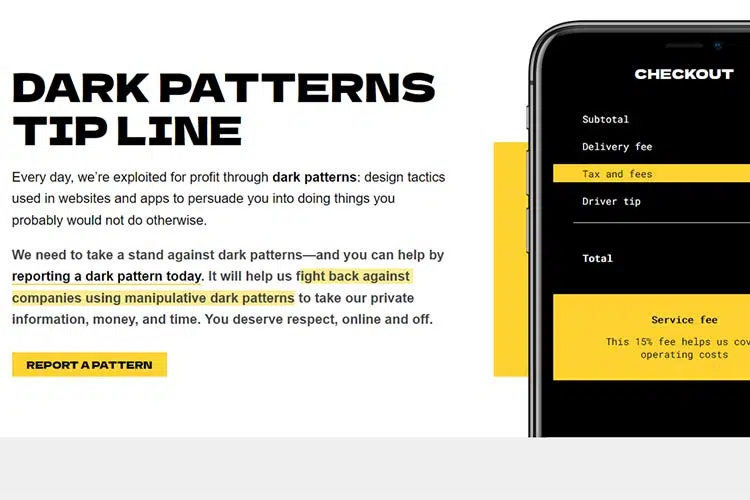 DARK PATTERNS
TIP LINE
Every day, we're exploited for profit through dark patterns: design tactics
used in websites and apps to persuade you into doing things you
probably would not do otherwise.
We need to take a stand against dark patterns—and you can help by
reporting a dark pattern today. It will help us fight back against
companies using manipulative dark patterns to take our private
information, money, and time. You deserve respect, online and off.
REPORT A PATTERN
CHECKOUT
Subtotal
Delivery fee
Tax and fees
Driver tip
Total
Service fee
This 15% fee helps us
operating costs